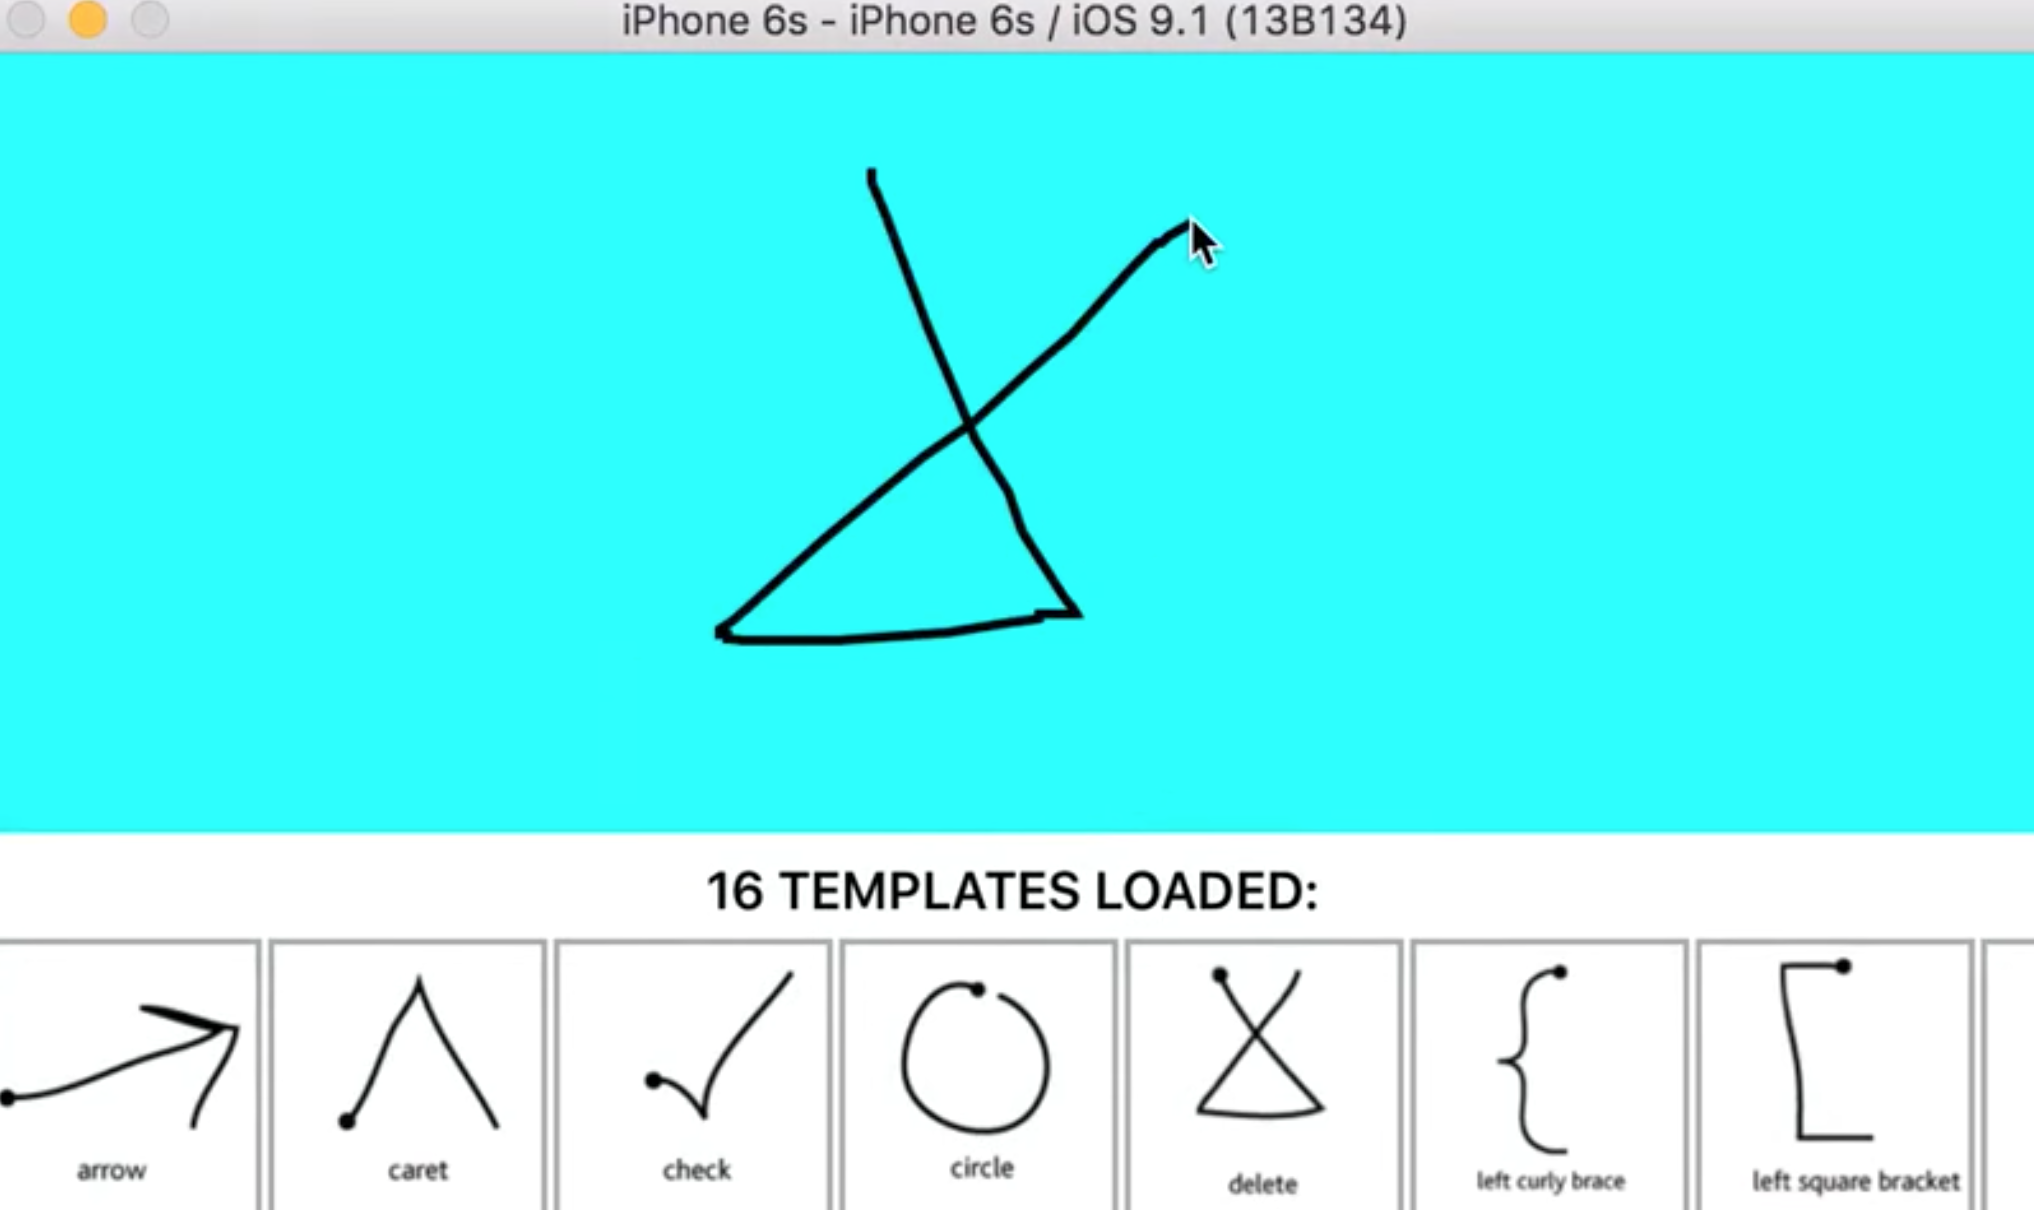 iPhone 6s - iPhone 6s / iOS 9.1 (13B134)
16 TEMPLATES LOADED:
arrow
caret
check
circle
delete
left curly brace
left square bracket